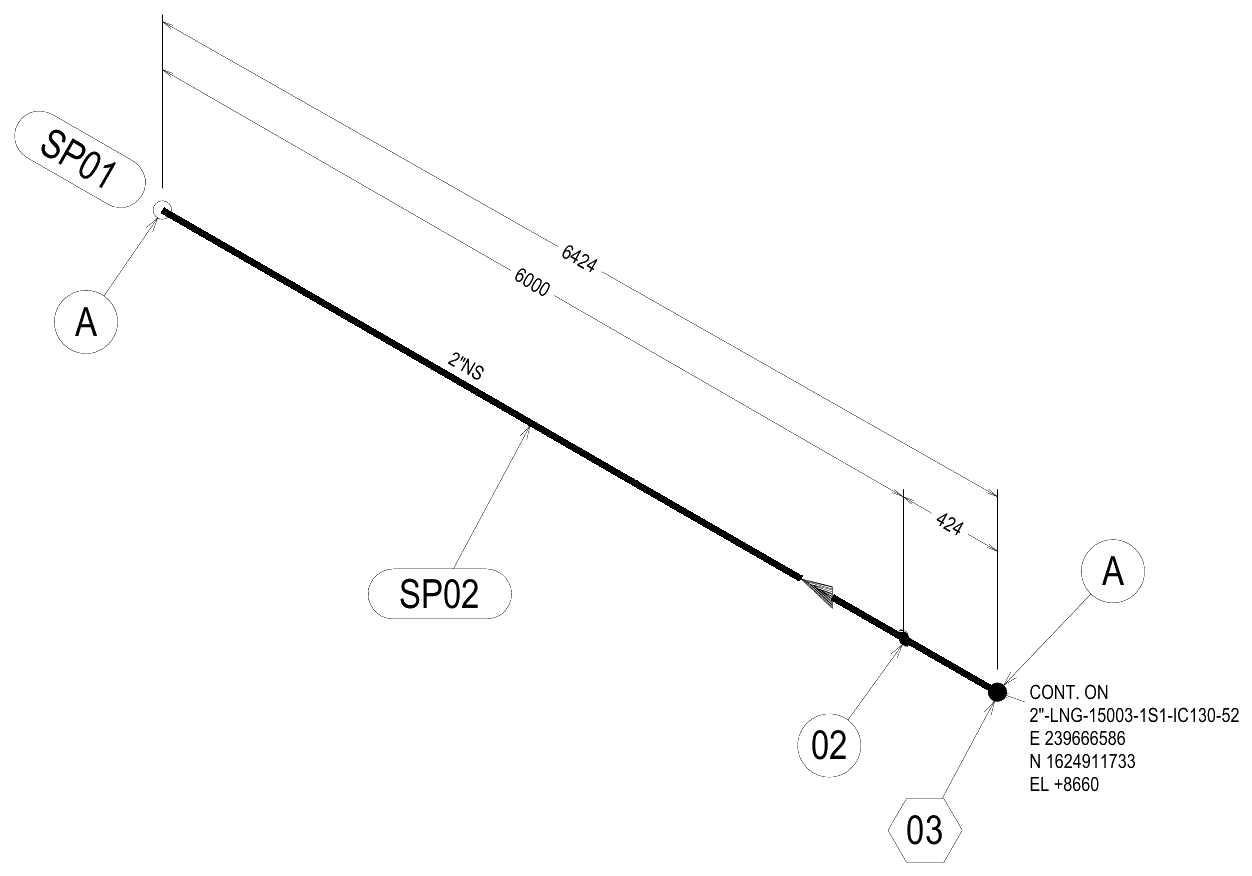 SP01
6424
6000
A
2"NS
424
A
SP02
CONT. ON
2"-LNG-15003-1S1-IC130-52
E 239666586
N 1624911733
EL +8660
02
03